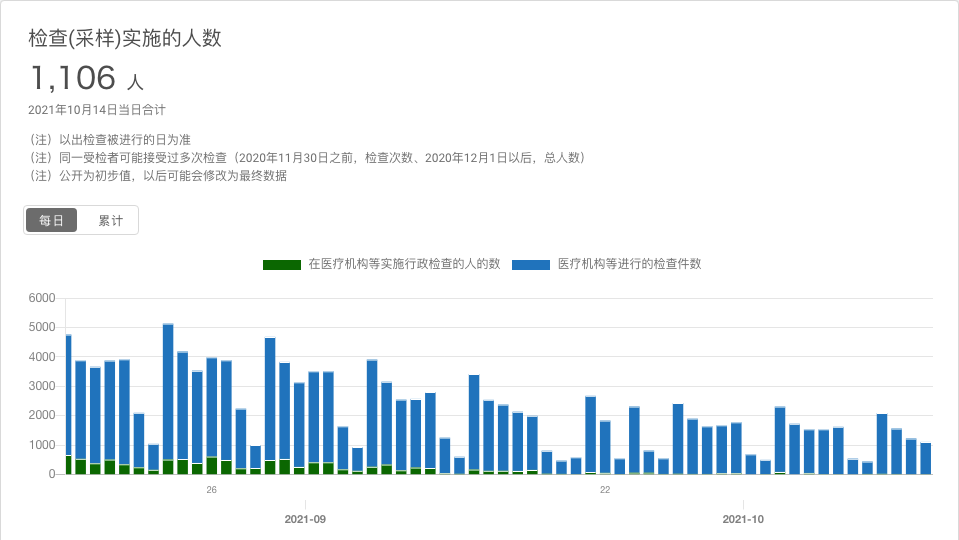 检查(采样)实施的人数
1,106 人
2021年10月14日当日合计
（注）以出检查被进行的日为准
（注）同一受检者可能接受过多次检查（2020年11月30日之前，检查次数、2020年12月1日以后，总人数）
（注）公开为初步值，以后可能会修改为最终数据
每日 累计
在医疗机构等实施行政检查的人的数 医疗机构等进行的检查件数
6000
5000
4000
3000
2000
1000
0
26 22
2021-09 2021-10